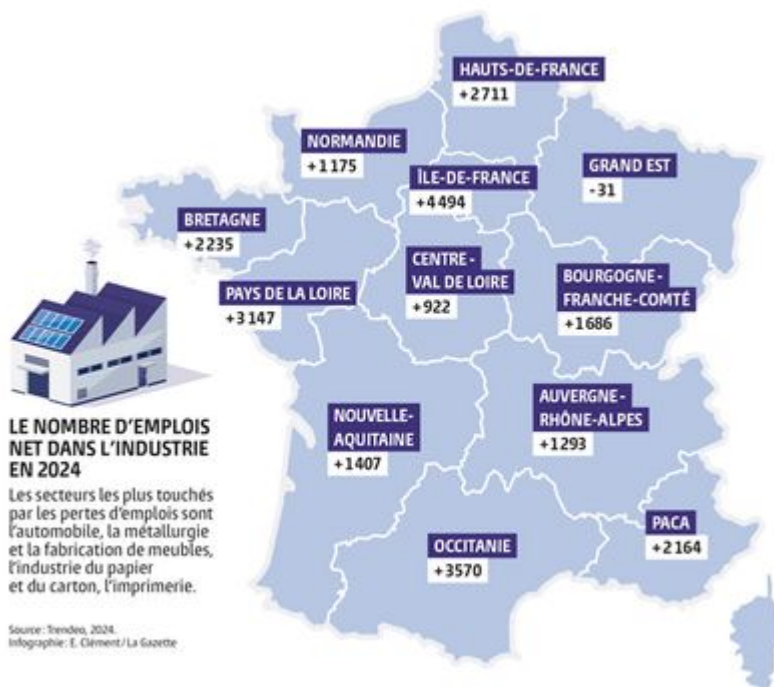 HAUTS-DE-FRANCE
+2711
NORMANDIE
+1175
ÎLE-DE-FRANCE
+4494
GRAND EST
-31
BRETAGNE
+2235
CENTRE-
VAL DE LOIRE
+922
BOURGOGNE-
FRANCHE-COMTÉ
+1686
PAYS DE LA LOIRE
+3147
NOUVELLE-
AQUITAINE
+1407
AUVERGNE-
RHÔNE-ALPES
+1293
OCCITANIE
+3570
PACA
+2164
LE NOMBRE D'EMPLOIS
NET DANS L'INDUSTRIE
EN 2024
Les secteurs les plus touchés
par les pertes d'emplois sont
l'automobile, la métallurgie
et la fabrication de meubles,
l'industrie du papier
et du carton, l'imprimerie.
Source: Trendeo, 2024.
Infographie: E. Clément/La Gazette